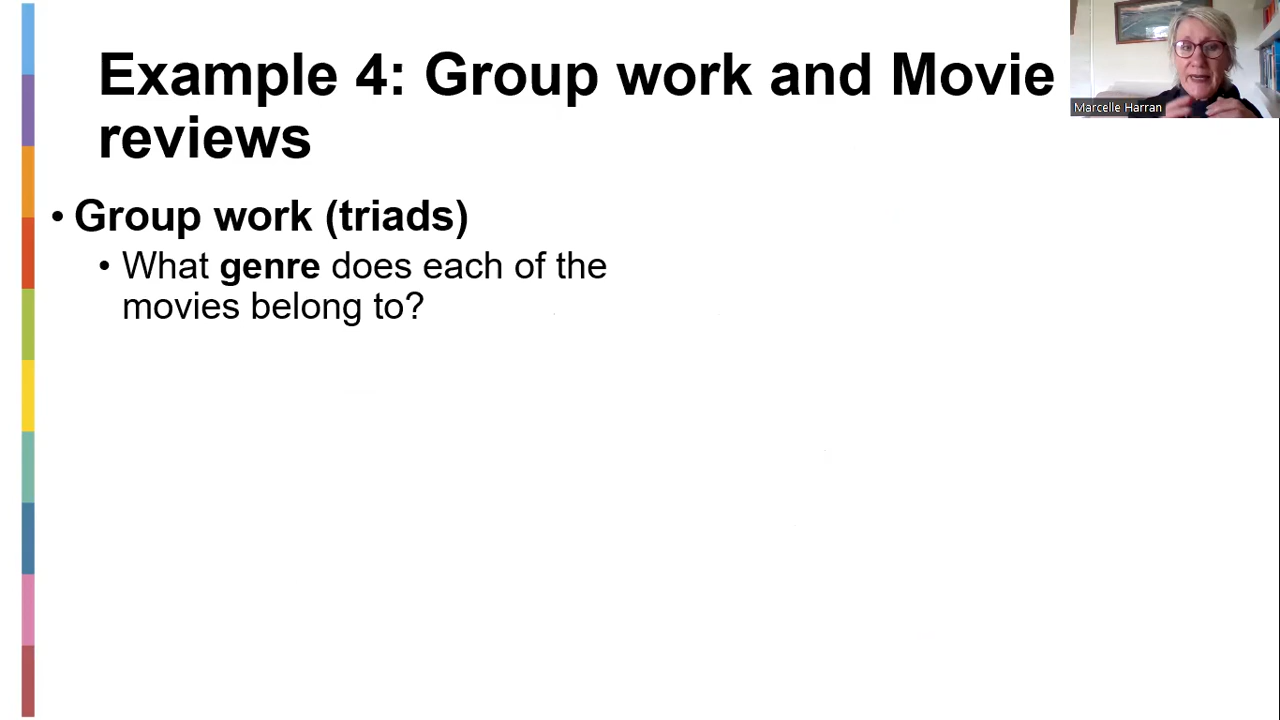 Example 4: Group work and Movie
reviews
Marcelle Harran
• Group work (triads)
• What genre does each of the
movies belong to?